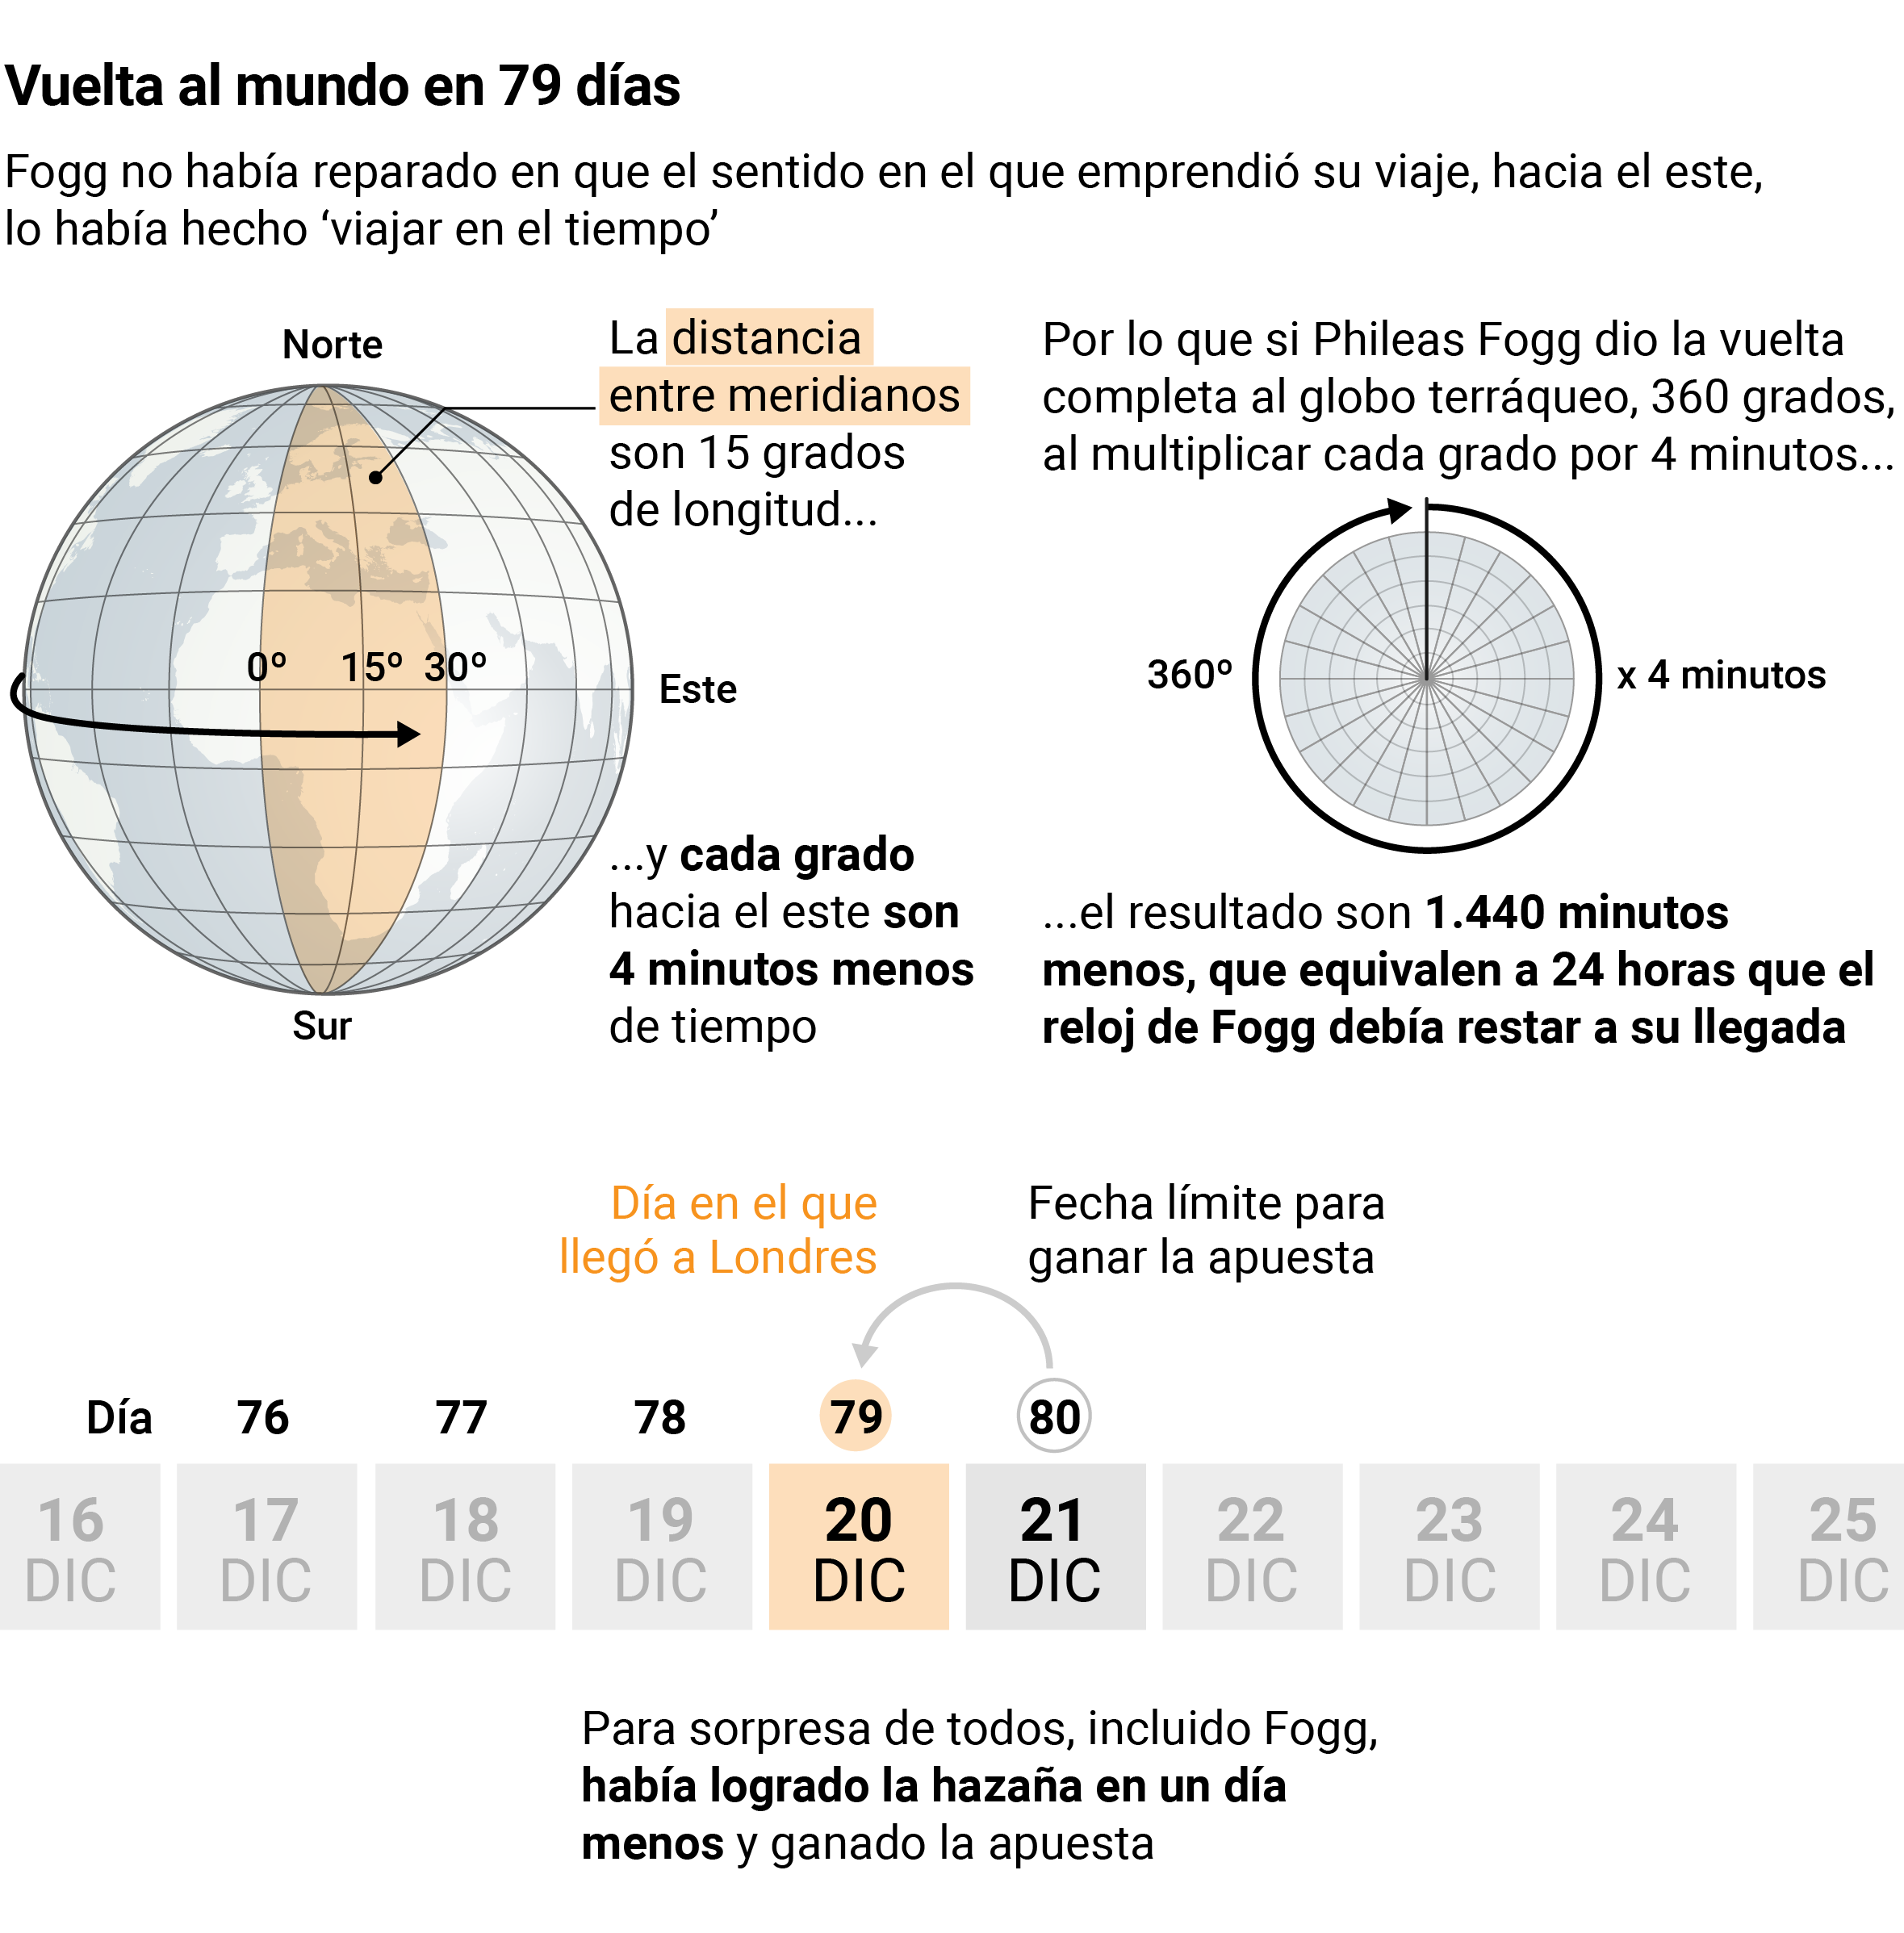 Vuelta al mundo en 79 días
Fogg no había reparado en que el sentido en el que emprendió su viaje, hacia el este,
lo había hecho ‘viajar en el tiempo’
Norte
0º 15º 30º
Este
Sur
La distancia
entre meridianos
son 15 grados
de longitud...
...y cada grado
hacia el este son
4 minutos menos
de tiempo
Por lo que si Phileas Fogg dio la vuelta
completa al globo terráqueo, 360 grados,
al multiplicar cada grado por 4 minutos...
360º
x 4 minutos
...el resultado son 1.440 minutos
menos, que equivalen a 24 horas que el
reloj de Fogg debía restar a su llegada
Día en el que
llegó a Londres
Fecha límite para
ganar la apuesta
Día 76 77 78 79 80
16 17 18 19 20 21 22 23 24 25
DIC DIC DIC DIC DIC DIC DIC DIC DIC DIC
Para sorpresa de todos, incluido Fogg,
había logrado la hazaña en un día
menos y ganado la apuesta